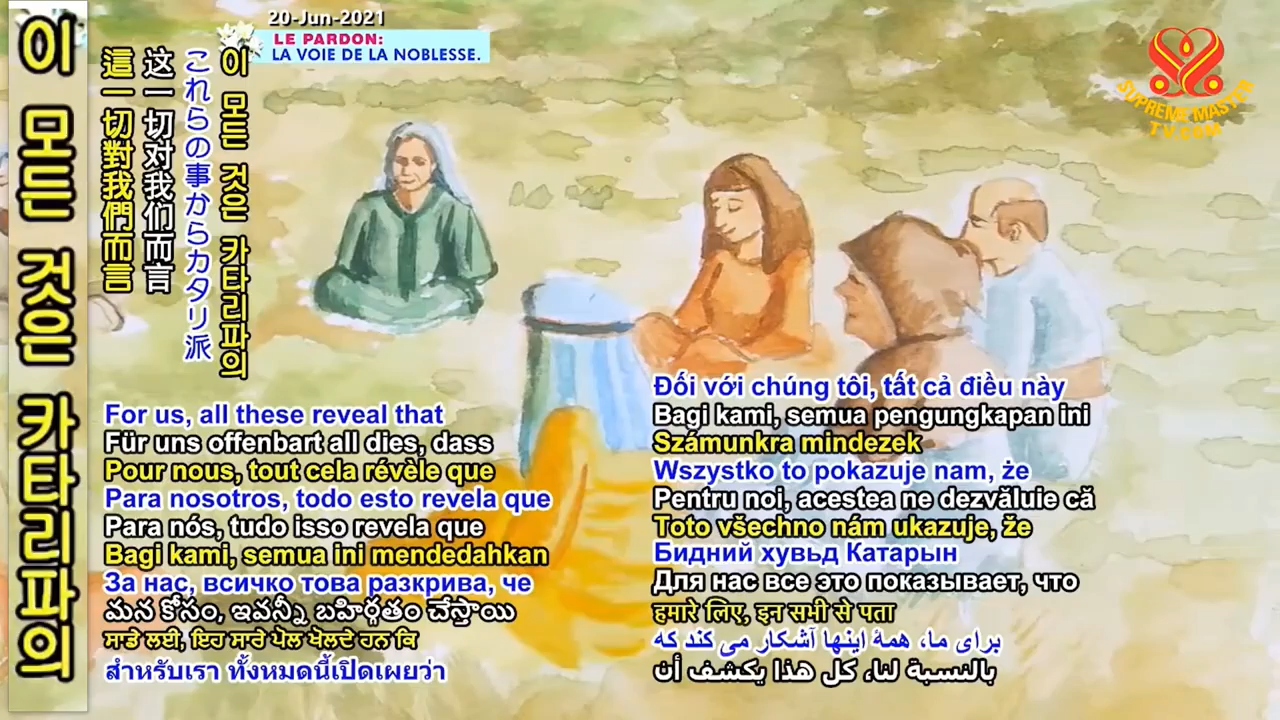 20-Jun-2021
LE PARDON:
LA VOIE DE LA NOBLESSE.
SUPREME MASTER
TV.COM
이 모든 것은 카타리파의
이 모든 것은 카타리파의
これらの事からカタリ派
这一切对我们而言
這一切對我們而言
For us, all these reveal that
Für uns offenbart all dies, dass
Pour nous, tout cela révèle que
Para nosotros, todo esto revela que
Para nós, tudo isso revela que
Bagi kami, semua ini mendedahkan
За нас, всичко това разкрива, че
మన కోసం, ఇవన్నీ బహిర్గతం చేస్తాయి
ਸਾਡੇ ਲਈ, ਇਹ ਸਾਰੇ ਪੋਲ ਖੋਲਦੇ ਹਨ ਕਿ
สำหรับเรา ทั้งหมดนี้เปิดเผยว่า
Đối với chúng tôi, tất cả điều này
Bagi kami, semua pengungkapan ini
Számunkra mindezek
Wszystko to pokazuje nam, że
Pentru noi, acestea ne dezvăluie că
Toto všechno nám ukazuje, že
Бидний хувьд Катарын
Для нас все это показывает, что
हमारे लिए, इन सभी से पता
برای ما، همهٔ اینها آشکار می کند که
بالنسبة لنا، كل هذا يكشف أن